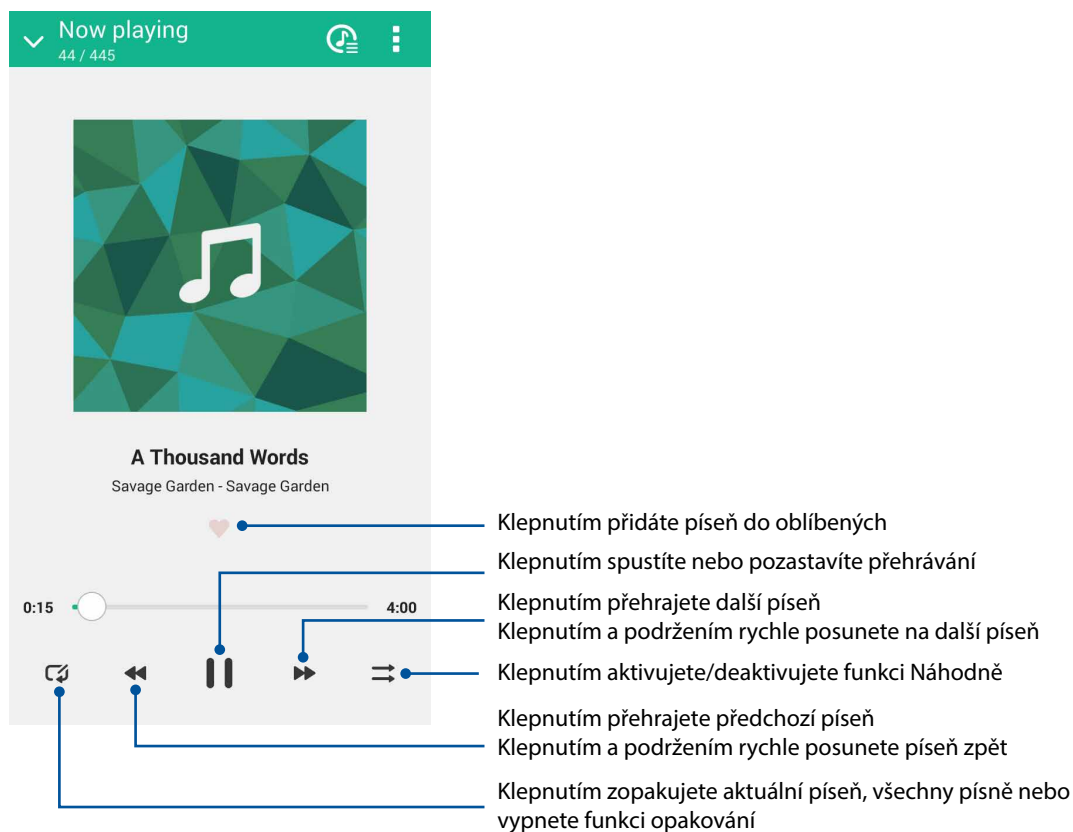 Now playing
44 / 445
A Thousand Words
Savage Garden - Savage Garden
Klepnutím přidáte píseň do oblíbených
Klepnutím spustíte nebo pozastavíte přehrávání
0:15
4:00
Klepnutím přehrajete další píseň
Klepnutím a podržením rychle posunete na další píseň
Klepnutím aktivujete/deaktivujete funkci Náhodně
Klepnutím přehrajete předchozí píseň
Klepnutím a podržením rychle posunete píseň zpět
Klepnutím zopakujete aktuální píseň, všechny písně nebo
vypnete funkci opakování